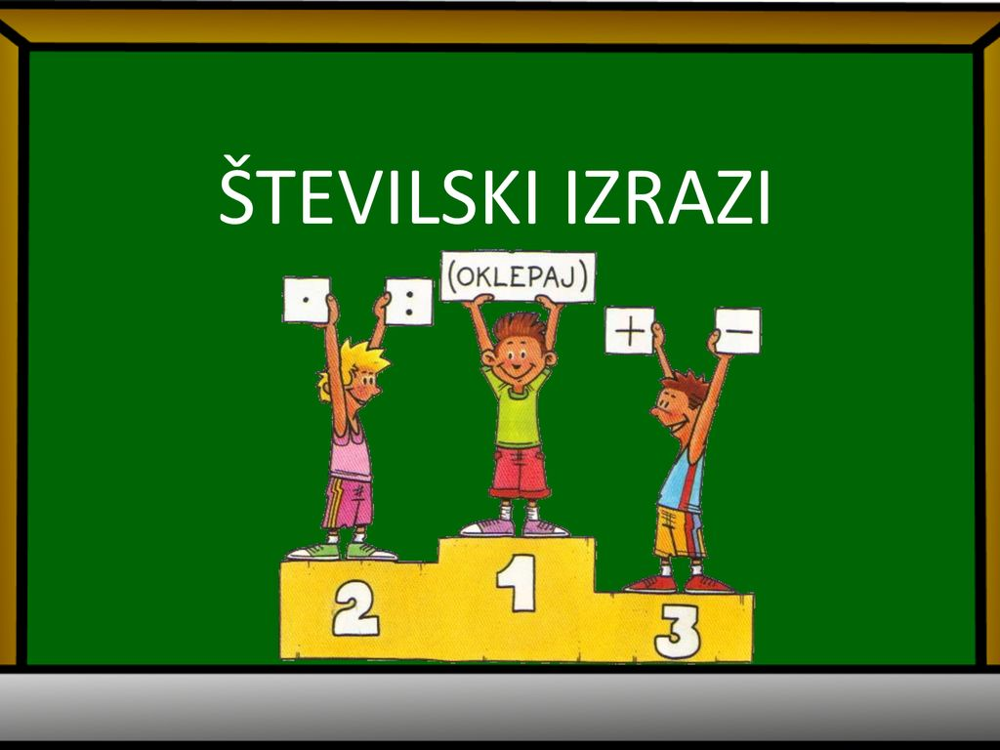 ŠTEVILSKI IZRAZI
(OKLEPAJ)
· :
+ −
2 1 3